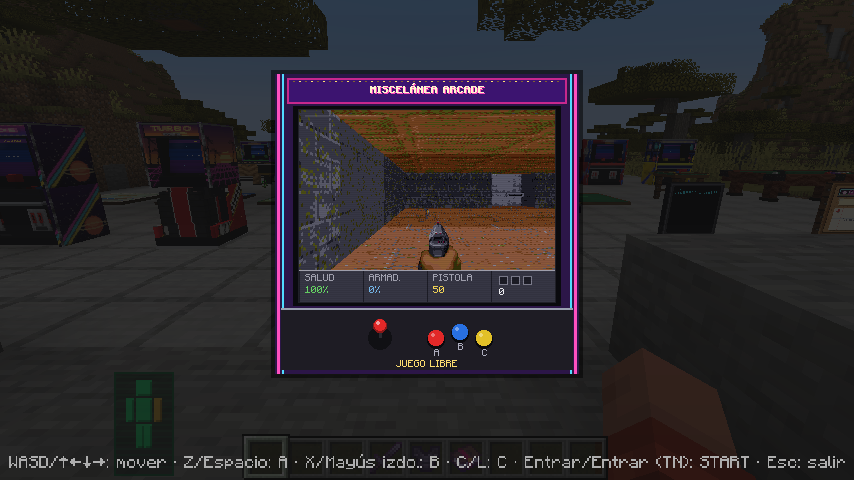 MISCELÁNEA ARCADE
TURBO
SALUD ARMAD. PISTOLA
100% 0% 50 0
A B C
JUEGO LIBRE
WASD/↑←↓→: mover · Z/Espacio: A · X/Mayús izdo.: B · C/L: C · Entrar/Entrar (TN): START · Esc: salir